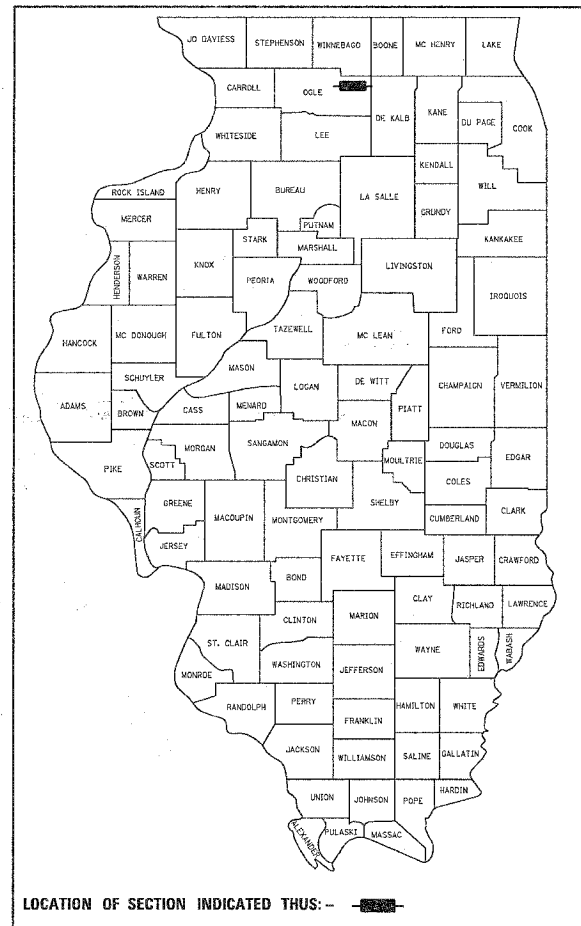 JO DAVIESS
STEPHENSON
WINNEBAGO
BOONE
MC HENRY
LAKE
CARROLL
OGLE
DE KALB
KANE
DU PAGE
COOK
WHITESIDE
LEE
KENDALL
WILL
ROCK ISLAND
HENRY
BUREAU
LA SALLE
GRUNDY
MERCER
PUTNAM
STARK
MARSHALL
KANKAKEE
HENDERSON
WARREN
KNOX
PEORIA
WOODFORD
LIVINGSTON
IROQUOIS
HANCOCK
MC DONOUGH
FULTON
TAZEWELL
MC LEAN
FORD
MASON
SCHUYLER
LOGAN
DE WITT
CHAMPAIGN
VERMILION
ADAMS
BROWN
CASS
MENARD
MACON
PIATT
PIKE
SCOTT
MORGAN
SANGAMON
MOULTRIE
DOUGLAS
EDGAR
CHRISTIAN
COLES
SHELBY
CALHOUN
GREENE
MACOUPIN
MONTGOMERY
CUMBERLAND
CLARK
JERSEY
FAYETTE
EFFINGHAM
JASPER
CRAWFORD
MADISON
BOND
CLAY
RICHLAND
LAWRENCE
CLINTON
MARION
ST. CLAIR
WAYNE
EDWARDS
WABASH
MONROE
WASHINGTON
JEFFERSON
RANDOLPH
PERRY
HAMILTON
WHITE
FRANKLIN
JACKSON
WILLIAMSON
SALINE
GALLATIN
UNION
JOHNSON
POPE
HARDIN
ALEXANDER
PULASKI
MASSAC
LOCATION OF SECTION INDICATED THUS: -